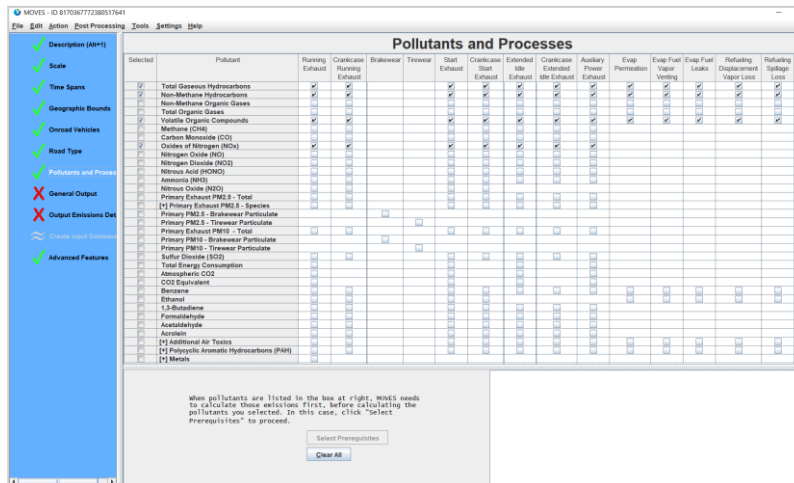 MOVES - ID 8170367772380517641
File Edit Action Post Processing Tools Settings Help
Description (Alt+1)
Scale
Time Spans
Geographic Bounds
Onroad Vehicles
Road Type
Pollutants and Proces
General Output
Output Emissions Det
Create Input Database
Advanced Features
Pollutants and Processes
Selected Pollutant Running Exhaust Crankcase Running Exhaust Brakewear Tirewear Start Exhaust Crankcase Start Exhaust Extended Idle Exhaust Crankcase Extended Idle Exhaust Auxiliary Power Exhaust Evap Permeation Evap Fuel Vapor Venting Evap Fuel Leaks Refueling Displacement Vapor Loss Refueling Spillage Loss
Total Gaseous Hydrocarbons
Non-Methane Hydrocarbons
Non-Methane Organic Gases
Total Organic Gases
Volatile Organic Compounds
Methane (CH4)
Carbon Monoxide (CO)
Oxides of Nitrogen (NOx)
Nitrogen Oxide (NO)
Nitrogen Dioxide (NO2)
Nitrous Acid (HONO)
Ammonia (NH3)
Nitrous Oxide (N2O)
Primary Exhaust PM2.5 - Total
[+] Primary Exhaust PM2.5 - Species
Primary PM2.5 - Brakewear Particulate
Primary PM2.5 - Tirewear Particulate
Primary Exhaust PM10 - Total
Primary PM10 - Brakewear Particulate
Primary PM10 - Tirewear Particulate
Sulfur Dioxide (SO2)
Total Energy Consumption
Atmospheric CO2
CO2 Equivalent
Benzene
Ethanol
1,3-Butadiene
Formaldehyde
Acetaldehyde
Acrolein
[+] Additional Air Toxics
[+] Polycyclic Aromatic Hydrocarbons (PAH)
[+] Metals
When pollutants are listed in the box at right, MOVES needs
to calculate those emissions first, before calculating the
pollutants you selected. In this case, click "Select
Prerequisites" to proceed.
Select Prerequisites
Clear All